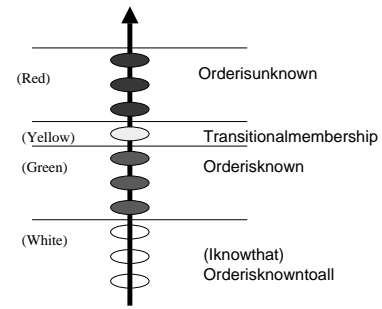 (Red) Orderisunknown
(Yellow) Transitionalmembership
(Green) Orderisknown
(White) (Iknowthat)
Orderisknowntoall